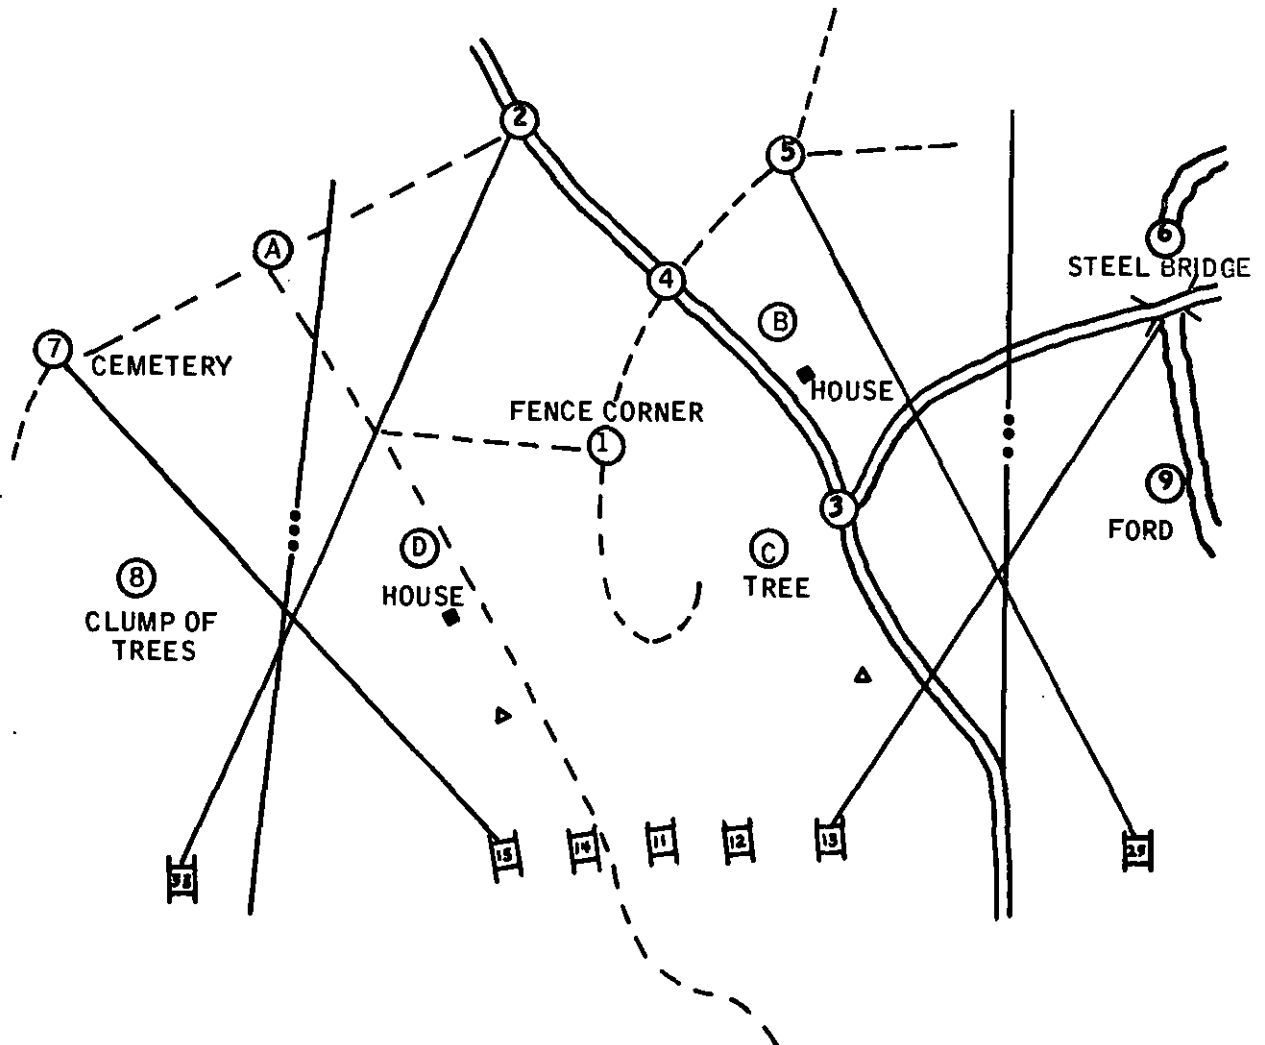 2
5
6
STEEL BRIDGE
A
4
B
7
CEMETERY
HOUSE
FENCE CORNER
1
3
9
FORD
D
HOUSE
C
TREE
8
CLUMP OF
TREES
15
14
11
12
13